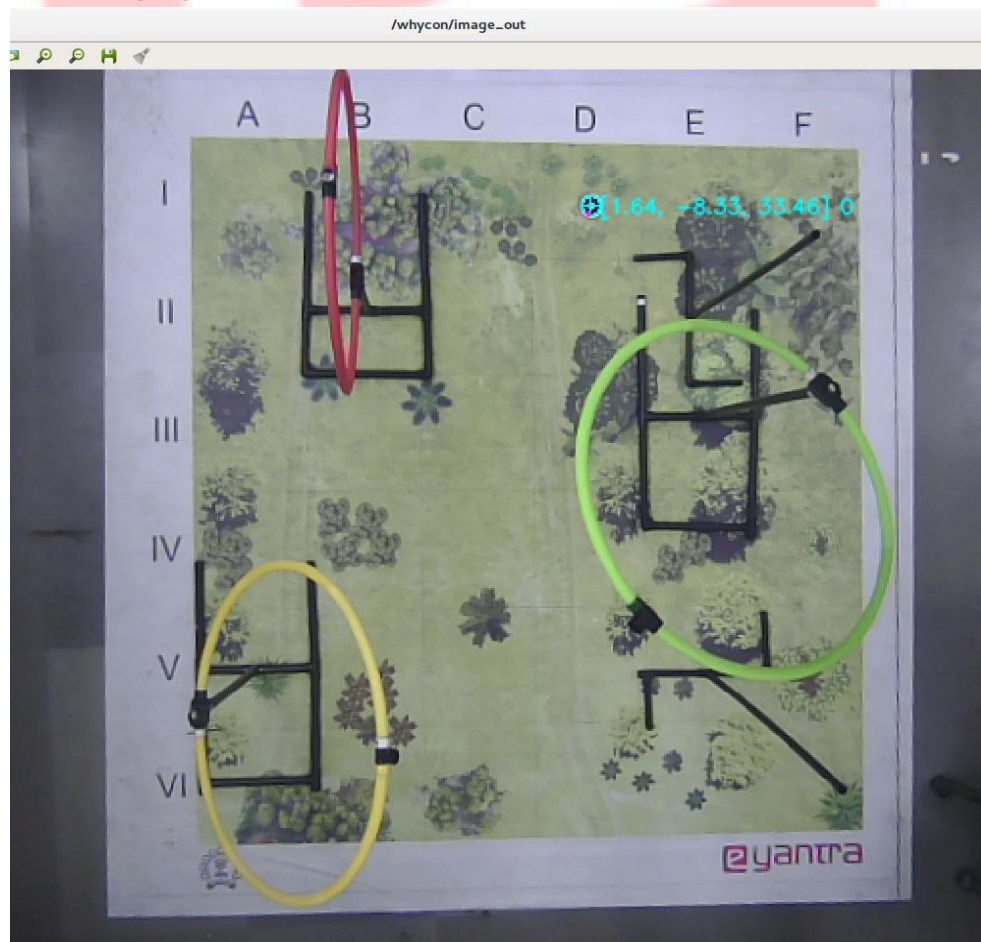 /whycon/image_out
A B C D E F
I
[1.64, -8.33, 33.46] 0
II
III
IV
V
VI
eyantra